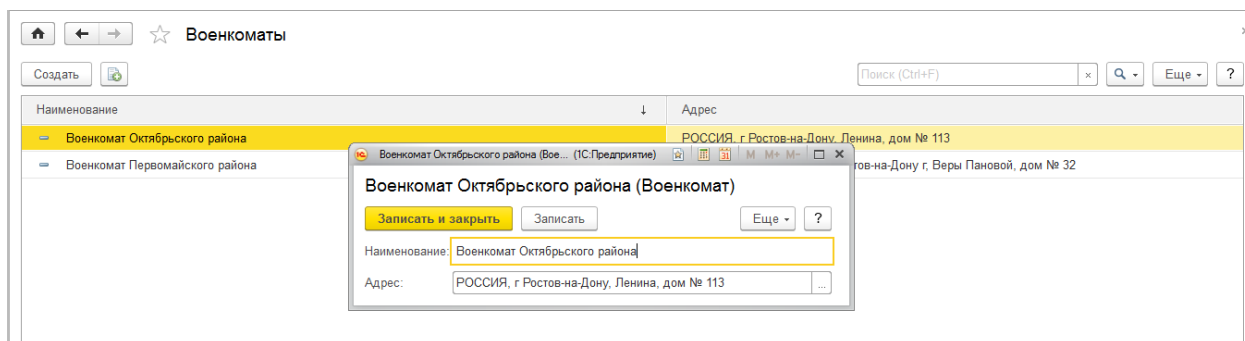 Военкоматы
Создать
Поиск (Ctrl+F)
×
Еще
?
Наименование ↓ Адрес
Военкомат Октябрьского района РОССИЯ, г Ростов-на-Дону, Ленина, дом № 113
Военкомат Первомайского района тов-на-Дону г, Веры Пановой, дом № 32
Военкомат Октябрьского района (Вое... (1С:Предприятие) 31 M M+ M-
Военкомат Октябрьского района (Военкомат)
Записать и закрыть Записать Еще ?
Наименование: Военкомат Октябрьского района
Адрес: РОССИЯ, г Ростов-на-Дону, Ленина, дом № 113 ...